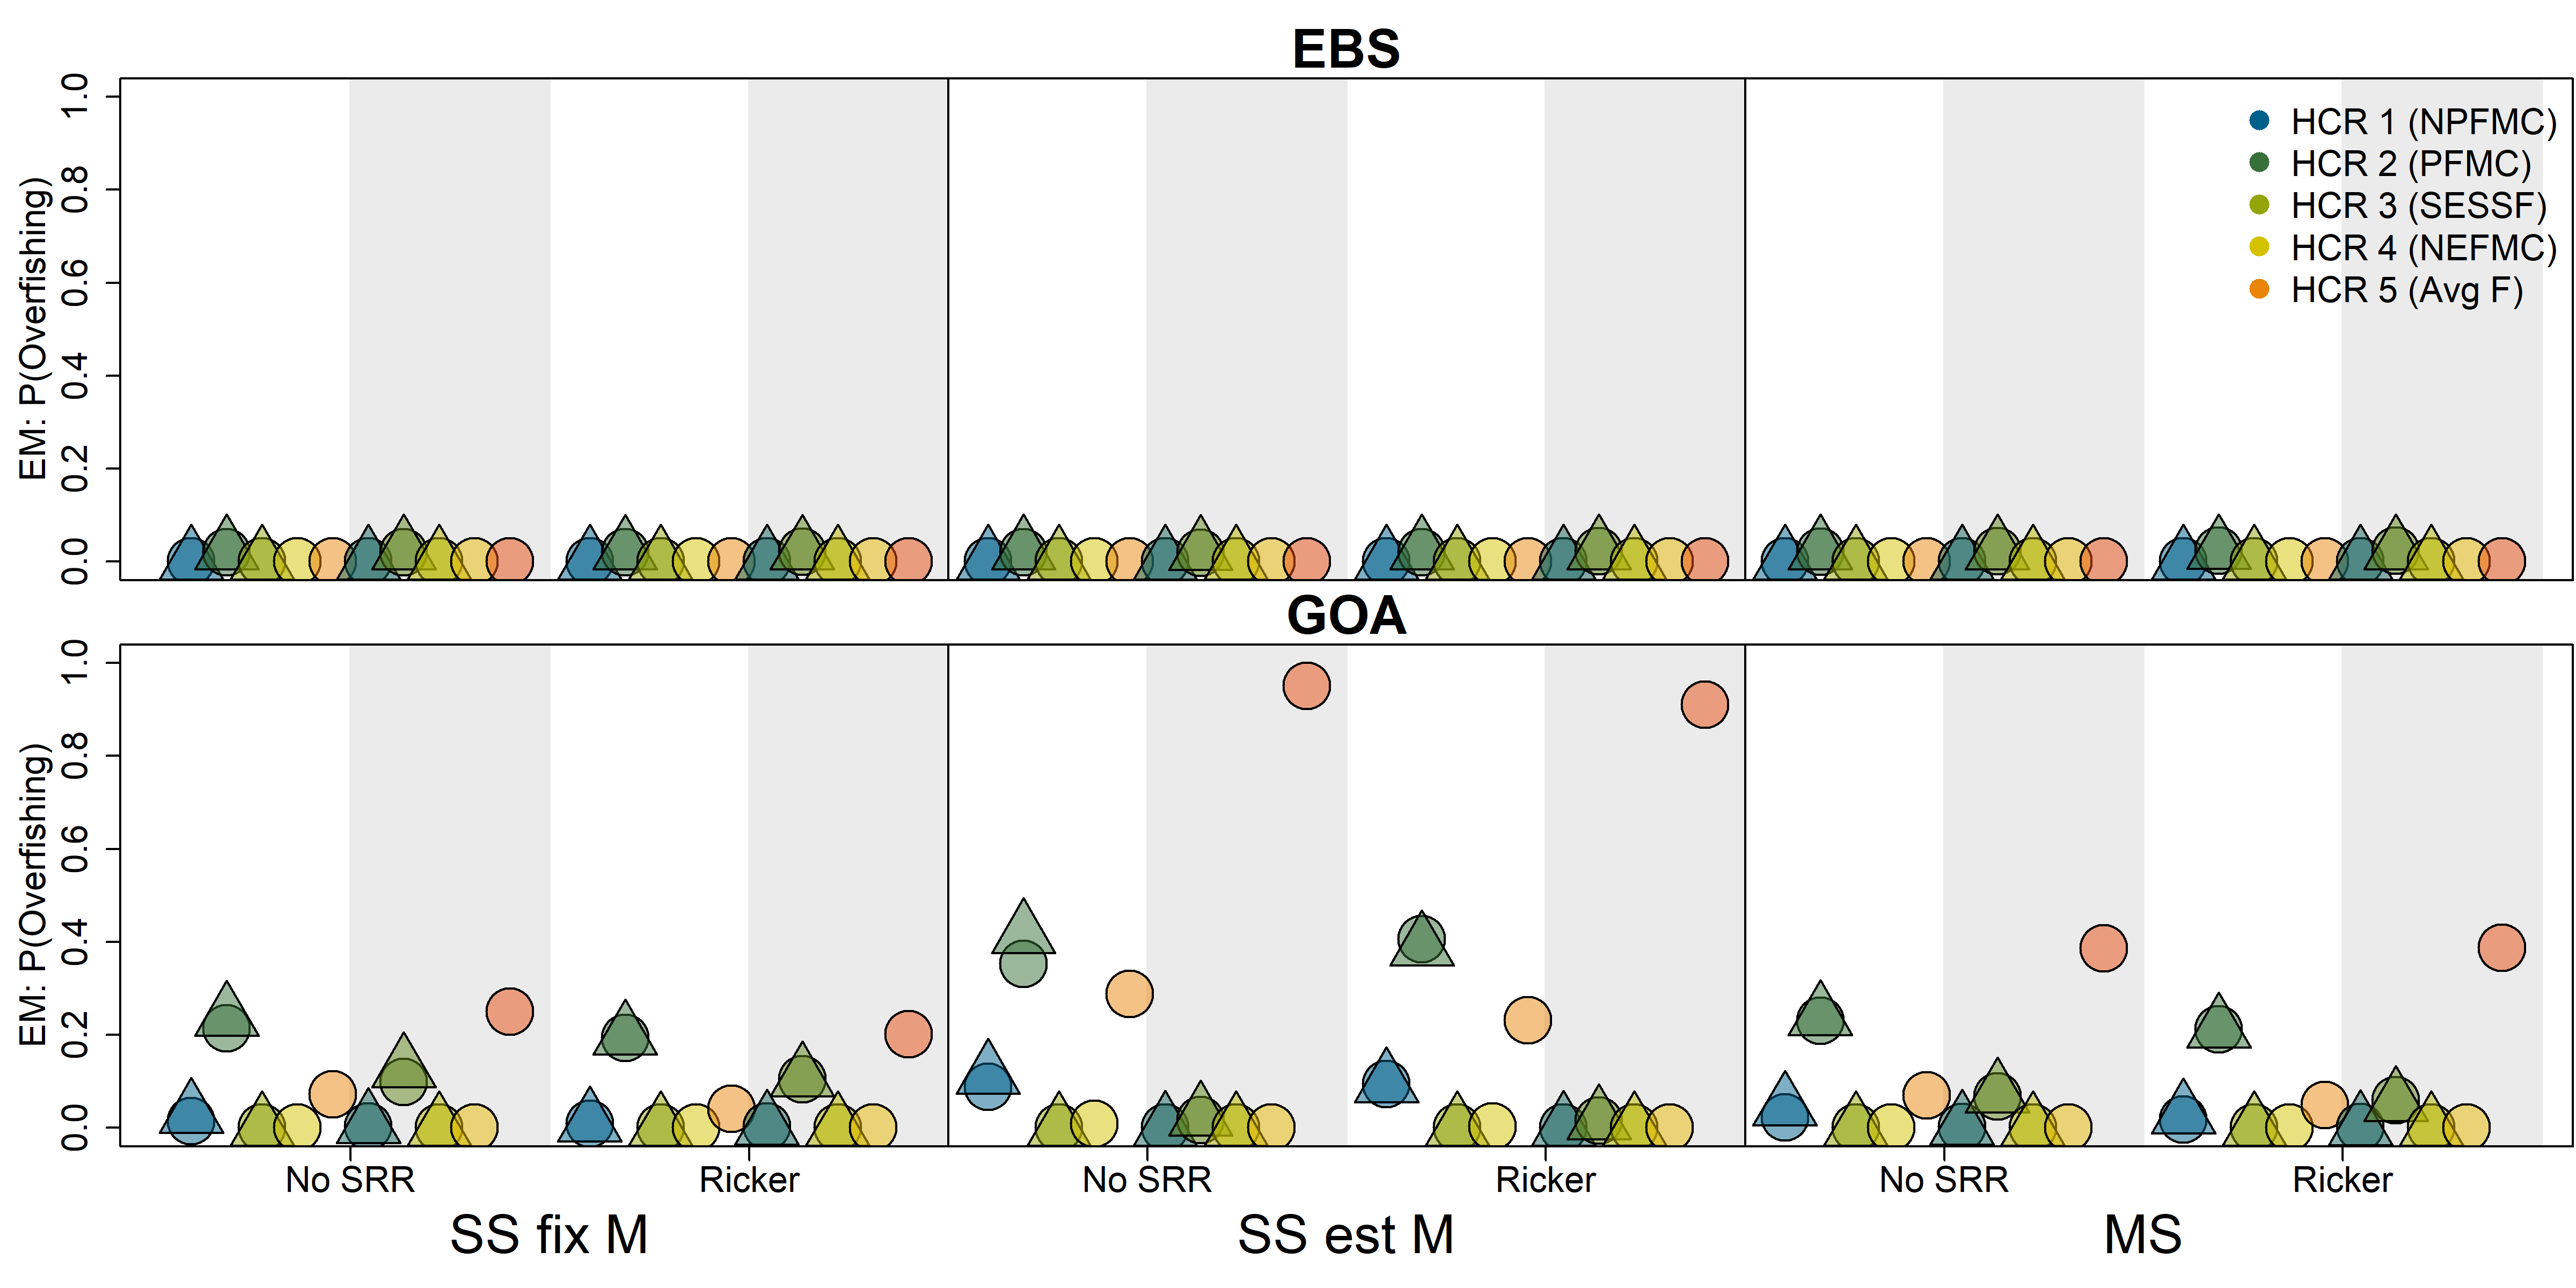 EBS
EM: P(Overfishing)
1.0
0.8
0.6
0.4
0.2
0.0
HCR 1 (NPFMC)
HCR 2 (PFMC)
HCR 3 (SESSF)
HCR 4 (NEFMC)
HCR 5 (Avg F)
GOA
EM: P(Overfishing)
1.0
0.8
0.6
0.4
0.2
0.0
No SRR Ricker No SRR Ricker No SRR Ricker
SS fix M SS est M MS